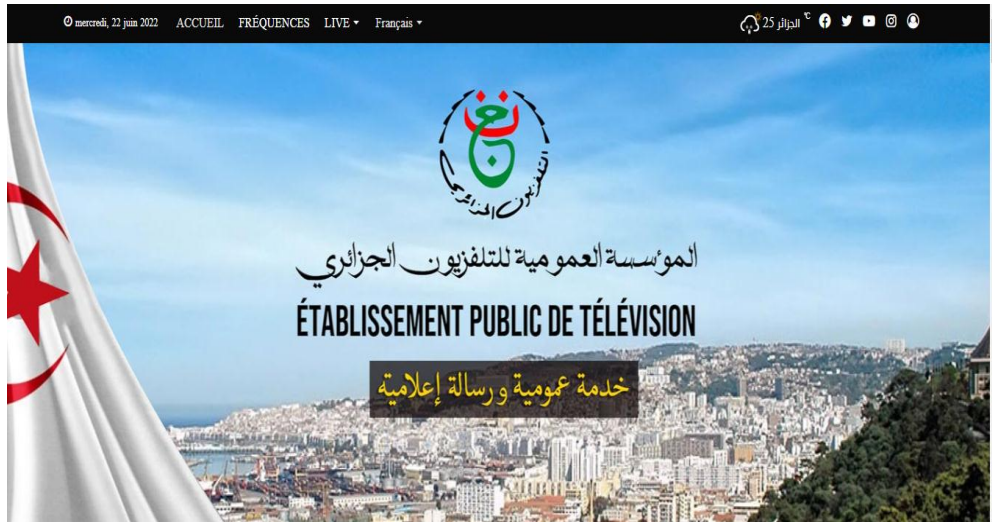 mercredi, 22 juin 2022 ACCUEIL FRÉQUENCES LIVE Français الجزائر 25 ℃
التلفزيون الجزائري
المؤسسة العمومية للتلفزيون الجزائري
ÉTABLISSEMENT PUBLIC DE TÉLÉVISION
خدمة عمومية ورسالة إعلامية